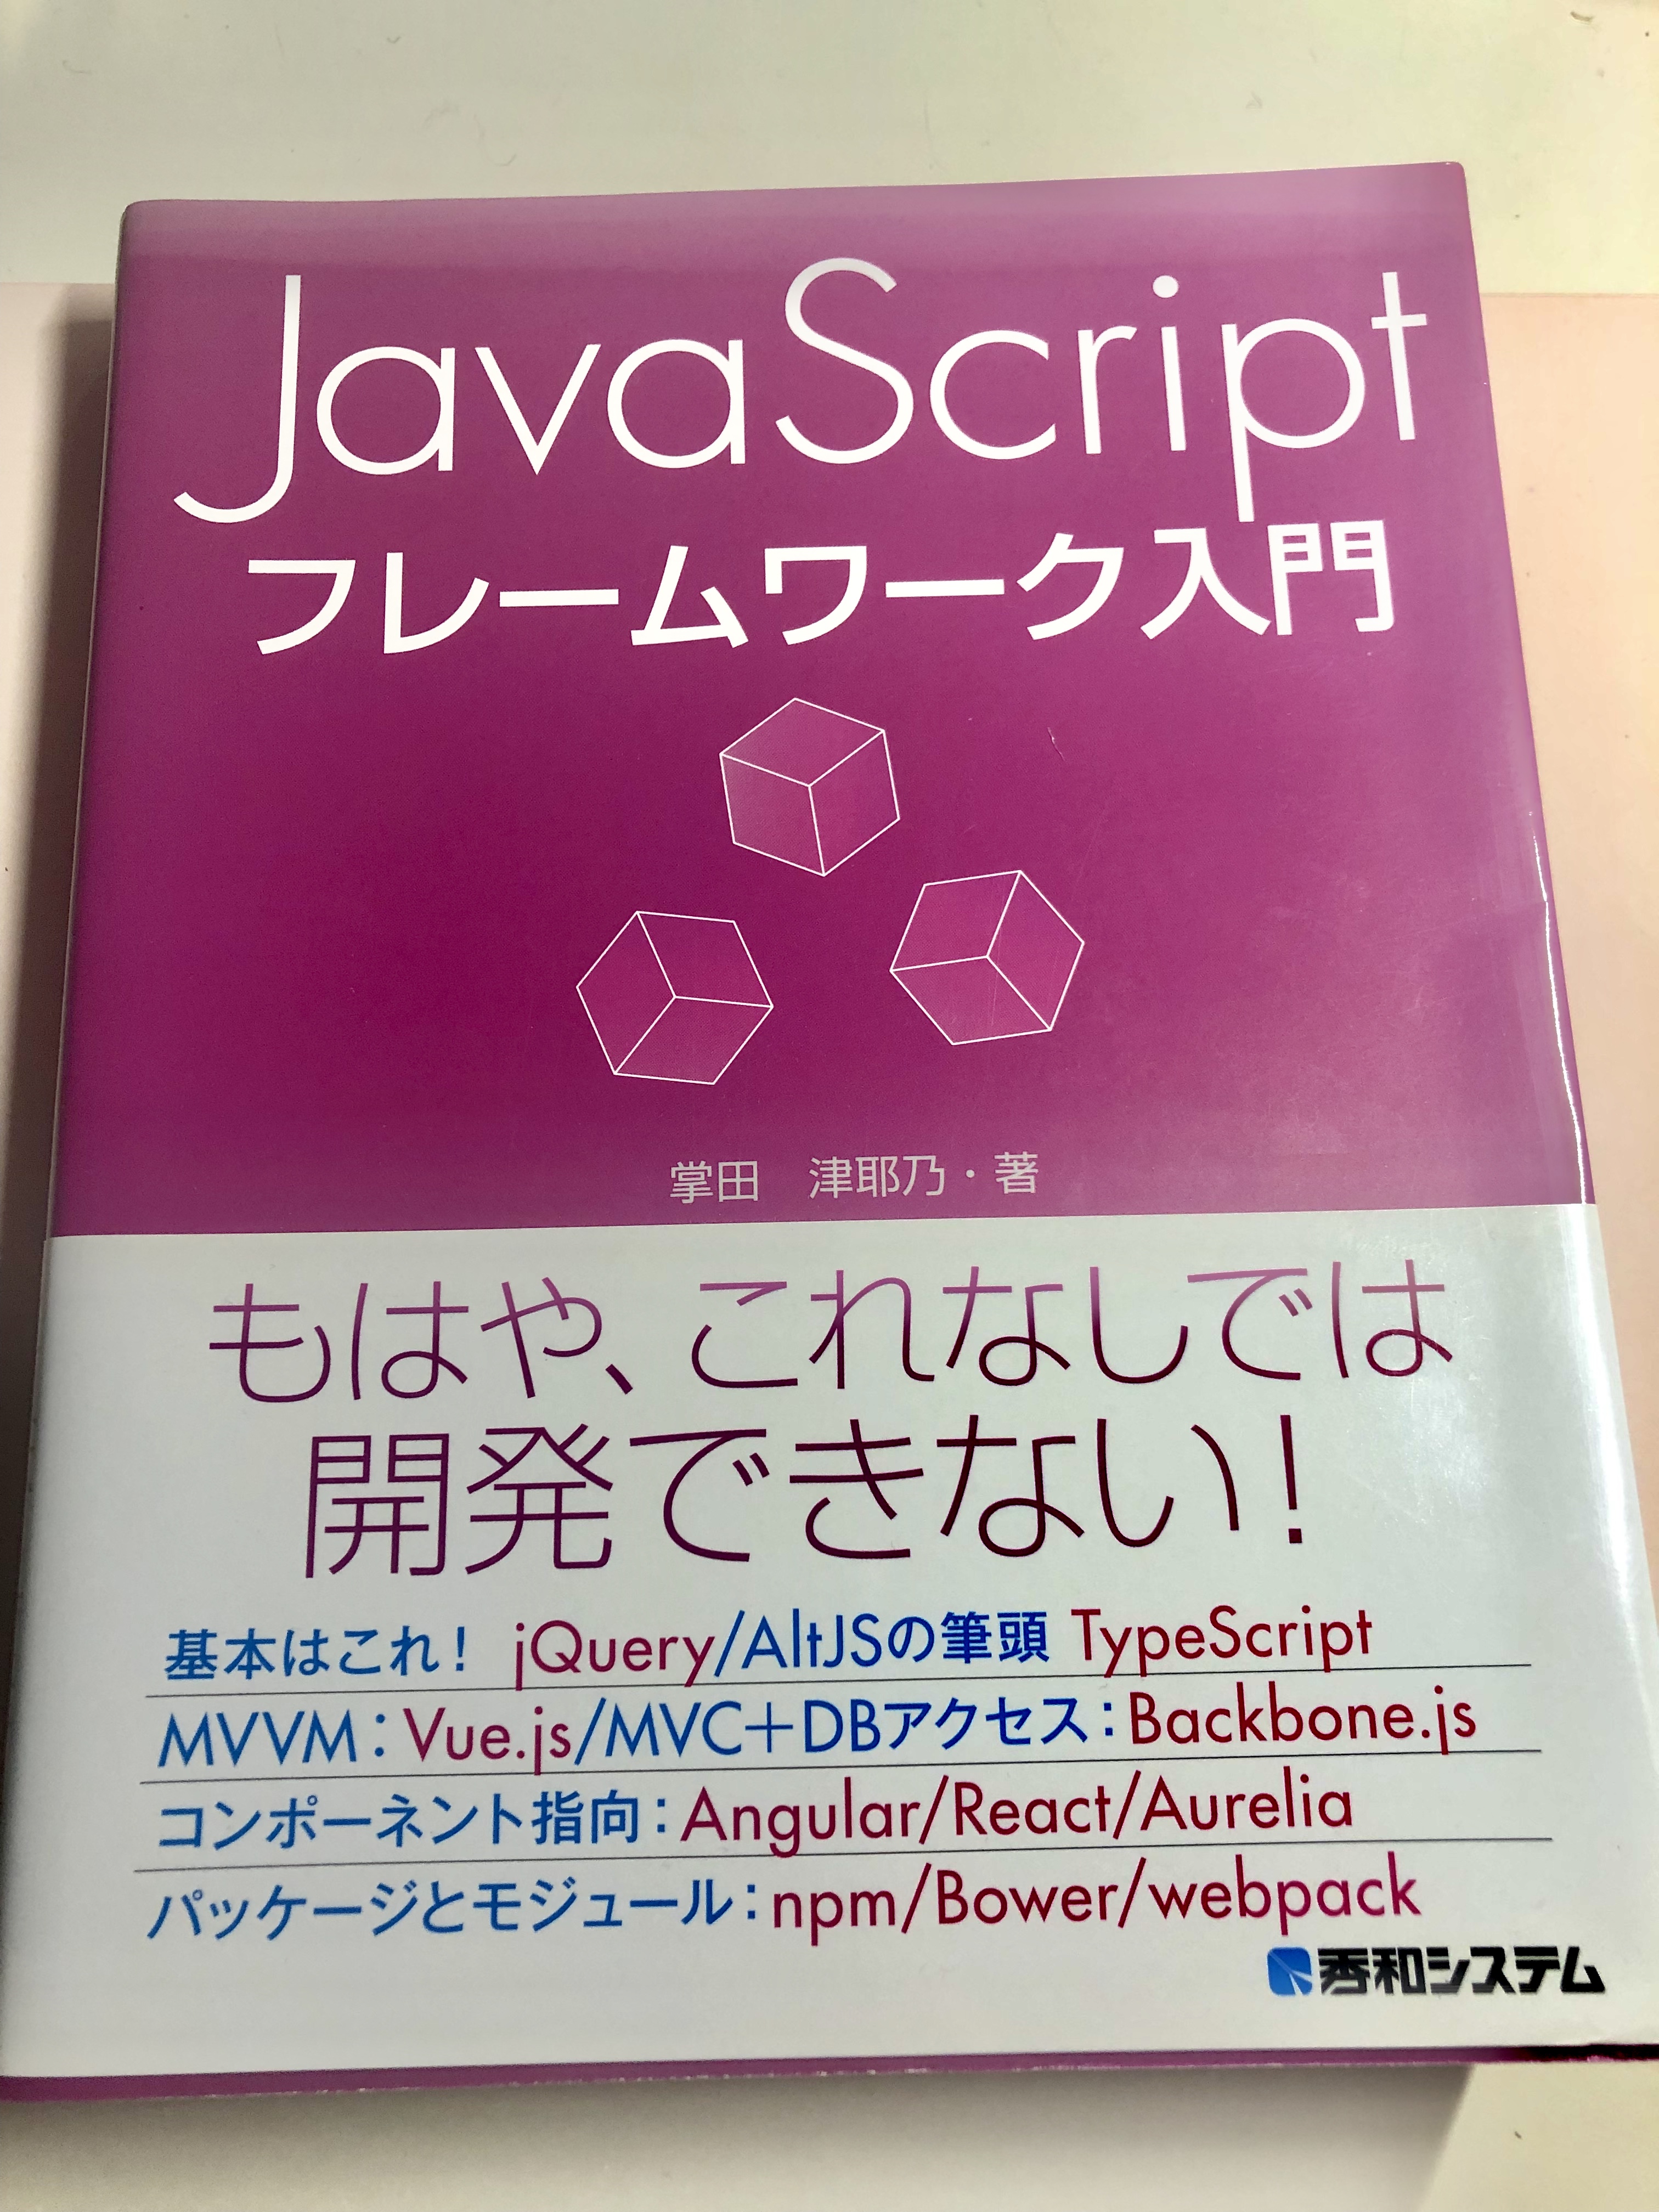 JavaScript
フレームワーク入門
掌田 津耶乃・著
もはや、これなしでは
開発できない!
基本はこれ! jQuery/AltJSの筆頭 TypeScript
MVVM:Vue.js/MVC+DBアクセス:Backbone.js
コンポーネント指向:Angular/React/Aurelia
パッケージとモジュール:npm/Bower/webpack
秀和システム